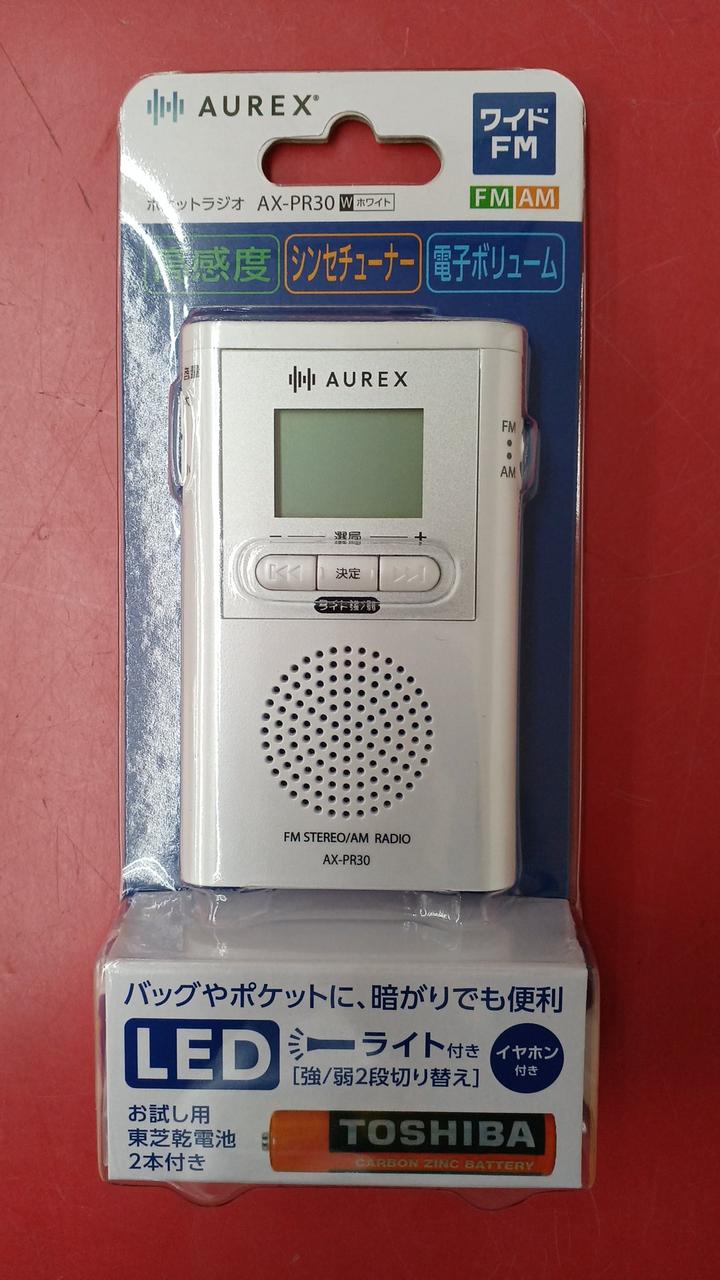 AUREX®
ワイド
FM
ポケットラジオ AX-PR30 W ホワイト
FM AM
高感度 シンセチューナー 電子ボリューム
AUREX
FM
AM
− 選局 +
決定
ライト強/弱
FM STEREO/AM RADIO
AX-PR30
バッグやポケットに、暗がりでも便利
LED ライト付き
[強/弱2段切り替え]
イヤホン
付き
お試し用
東芝乾電池
2本付き
TOSHIBA
CARBON ZINC BATTERY